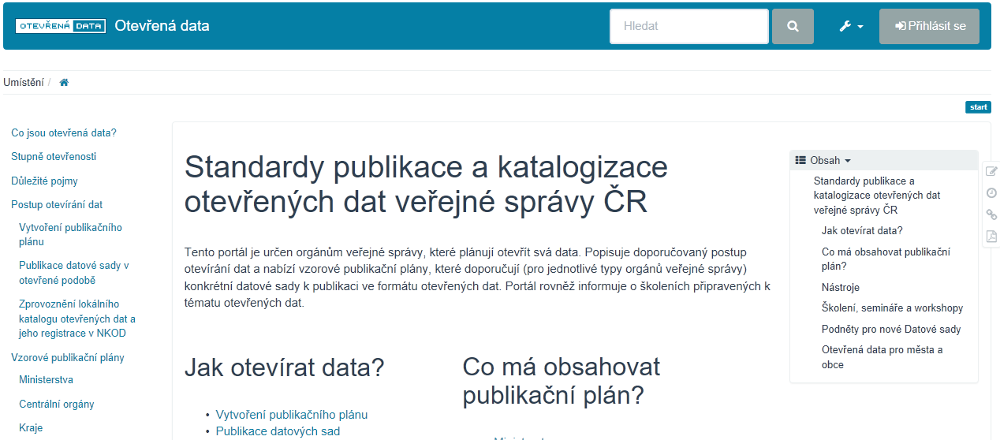 OTEVŘENÁ DATA Otevřená data
Hledat
Přihlásit se
Umístění /
start
Co jsou otevřená data?
Stupně otevřenosti
Důležité pojmy
Postup otevírání dat
Vytvoření publikačního
plánu
Publikace datové sady v
otevřené podobě
Zprovoznění lokálního
katalogu otevřených dat a
jeho registrace v NKOD
Vzorové publikační plány
Ministerstva
Centrální orgány
Kraje
Standardy publikace a katalogizace
otevřených dat veřejné správy ČR
Tento portál je určen orgánům veřejné správy, které plánují otevřít svá data. Popisuje doporučovaný postup
otevírání dat a nabízí vzorové publikační plány, které doporučují (pro jednotlivé typy orgánů veřejné správy)
konkrétní datové sady k publikaci ve formátu otevřených dat. Portál rovněž informuje o školeních připravených k
tématu otevřených dat.
Jak otevírat data?
• Vytvoření publikačního plánu
• Publikace datových sad
Co má obsahovat
publikační plán?
Obsah
Standardy publikace a
katalogizace otevřených dat
veřejné správy ČR
Jak otevírat data?
Co má obsahovat publikační
plán?
Nástroje
Školení, semináře a workshopy
Podněty pro nové Datové sady
Otevřená data pro města a
obce